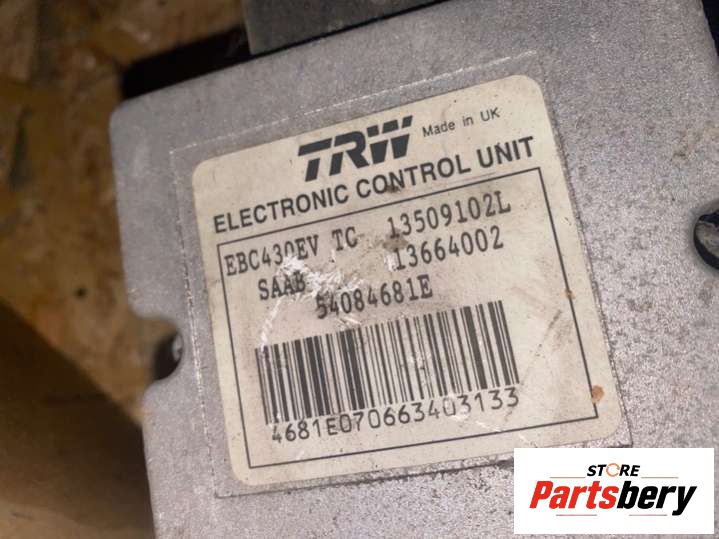 TRW Made in UK
ELECTRONIC CONTROL UNIT
EBC430EV TC 13509102L
SAAB 13664002
54084681E
4681E070663403133
STORE
Partsbery